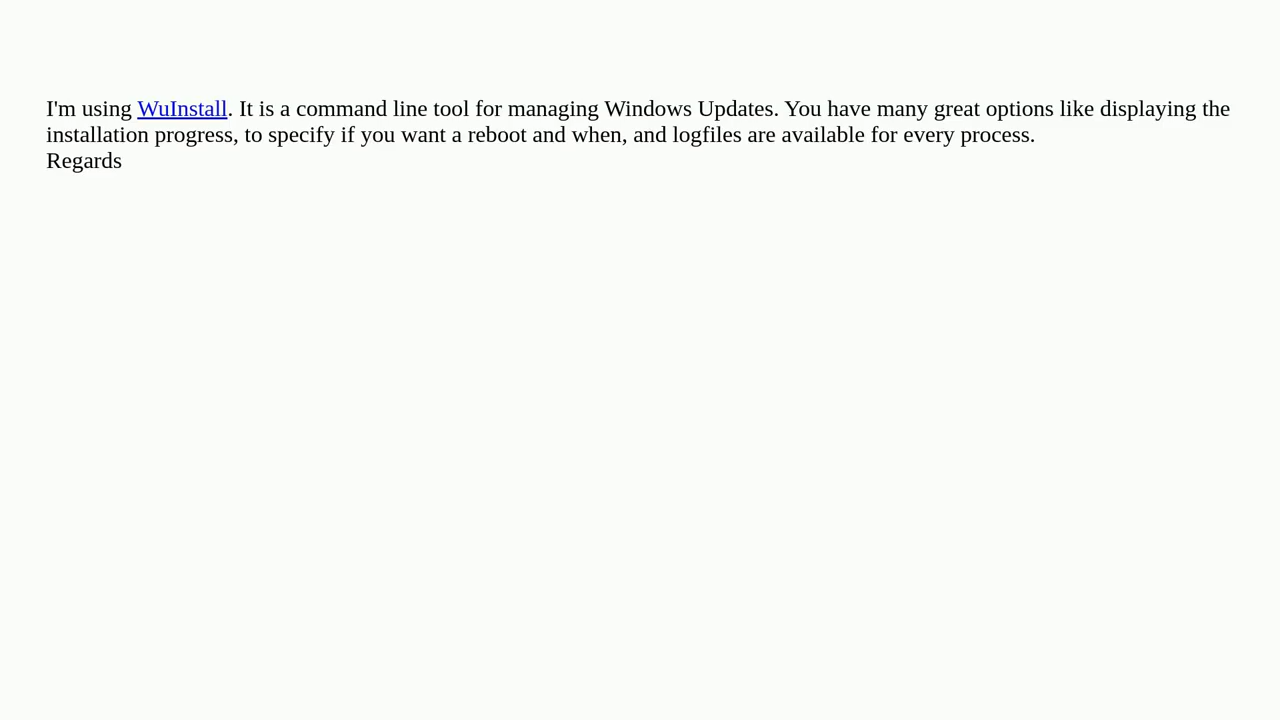 I'm using WuInstall. It is a command line tool for managing Windows Updates. You have many great options like displaying the
installation progress, to specify if you want a reboot and when, and logfiles are available for every process.
Regards